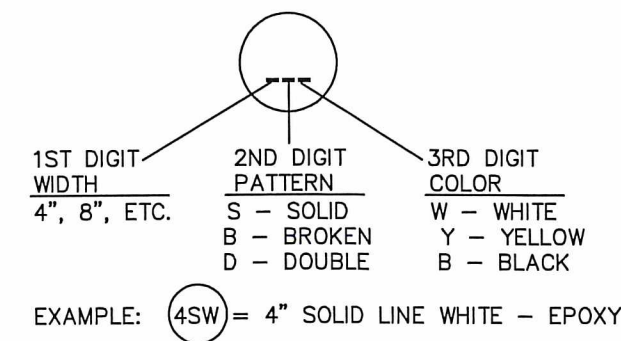 1ST DIGIT
WIDTH
4", 8", ETC.
2ND DIGIT
PATTERN
S – SOLID
B – BROKEN
D – DOUBLE
3RD DIGIT
COLOR
W – WHITE
Y – YELLOW
B – BLACK
EXAMPLE: 4SW = 4" SOLID LINE WHITE – EPOXY